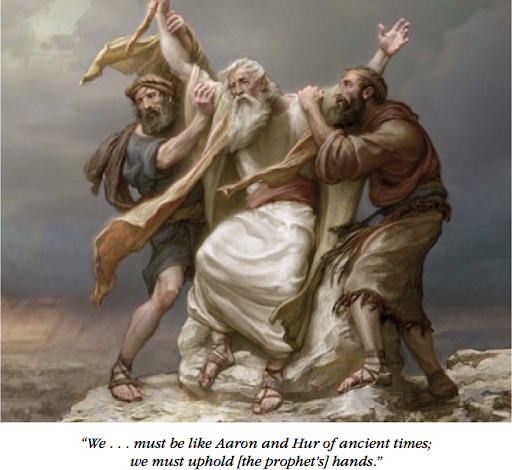 “We . . . must be like Aaron and Hur of ancient times;
we must uphold [the prophet’s] hands.”